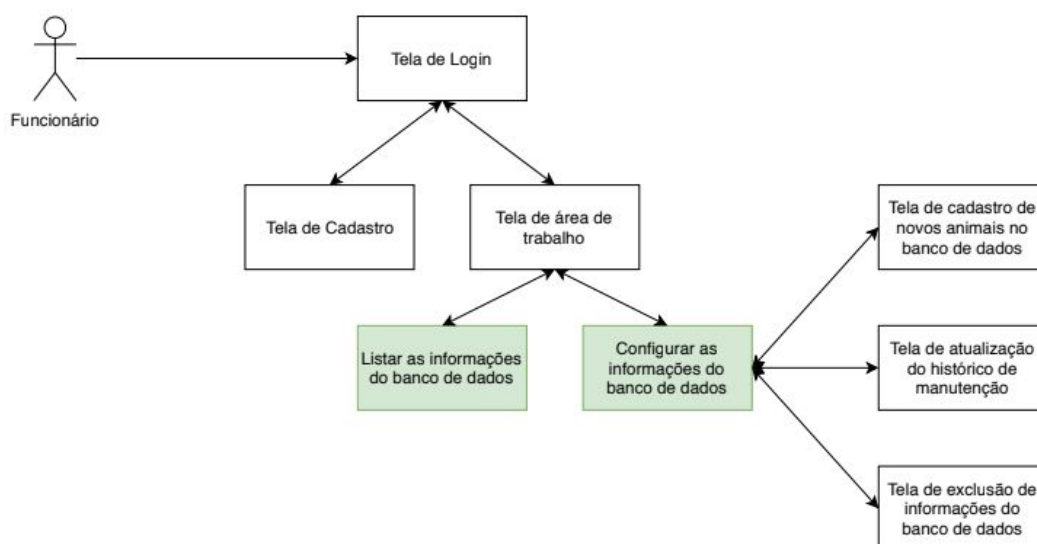 Tela de Login
Funcionário
Tela de Cadastro
Tela de área de
trabalho
Tela de cadastro de
novos animais no
banco de dados
Listar as informações
do banco de dados
Configurar as
informações do
banco de dados
Tela de atualização
do histórico de
manutenção
Tela de exclusão de
informações do
banco de dados